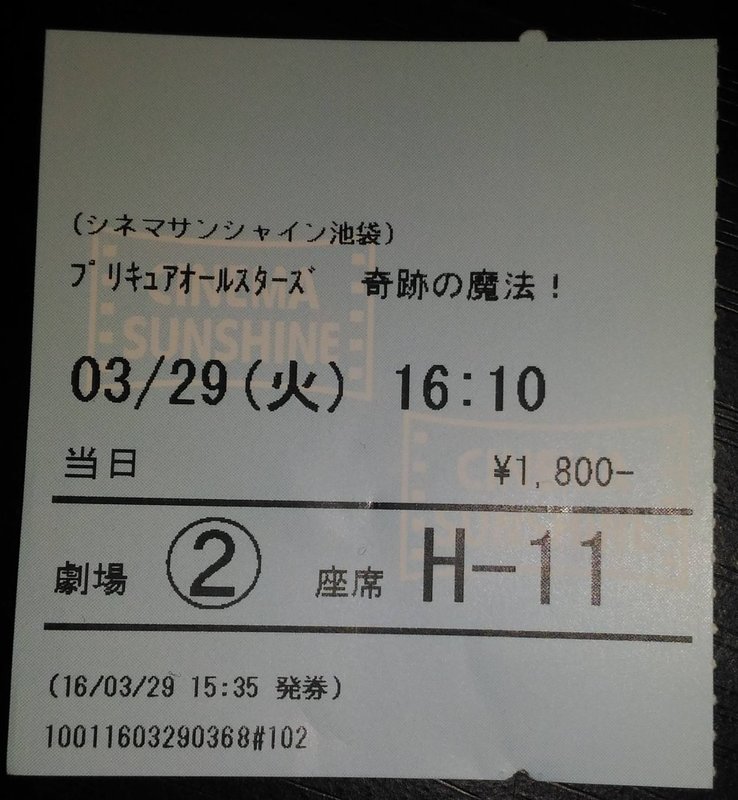 (シネマサンシャイン池袋)
プリキュアオールスターズ 奇跡の魔法!
CINEMA
SUNSHINE
03/29(火) 16:10
当日 ¥1,800-
劇場 ② 座席 H-11
(16/03/29 15:35 発券)
10011603290368#102